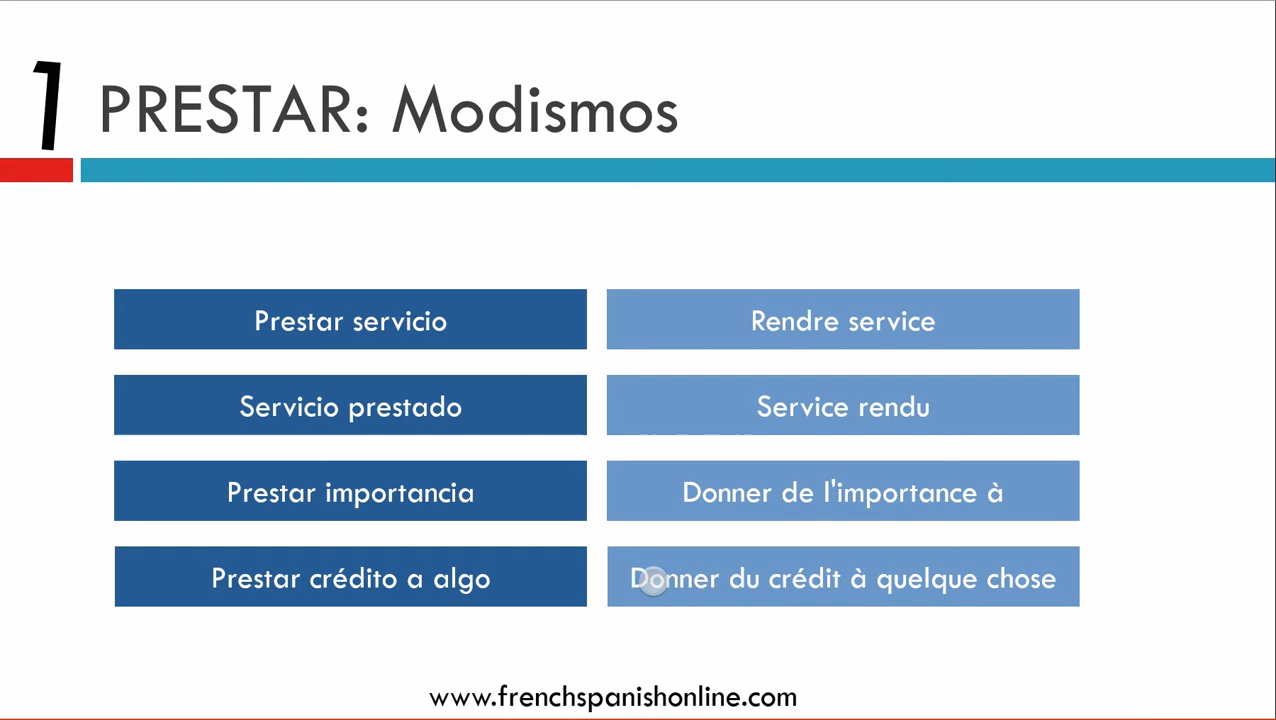 1
PRESTAR: Modismos
Prestar servicio
Rendre service
Servicio prestado
Service rendu
Prestar importancia
Donner de l'importance à
Prestar crédito a algo
Donner du crédit à quelque chose
www.frenchspanishonline.com